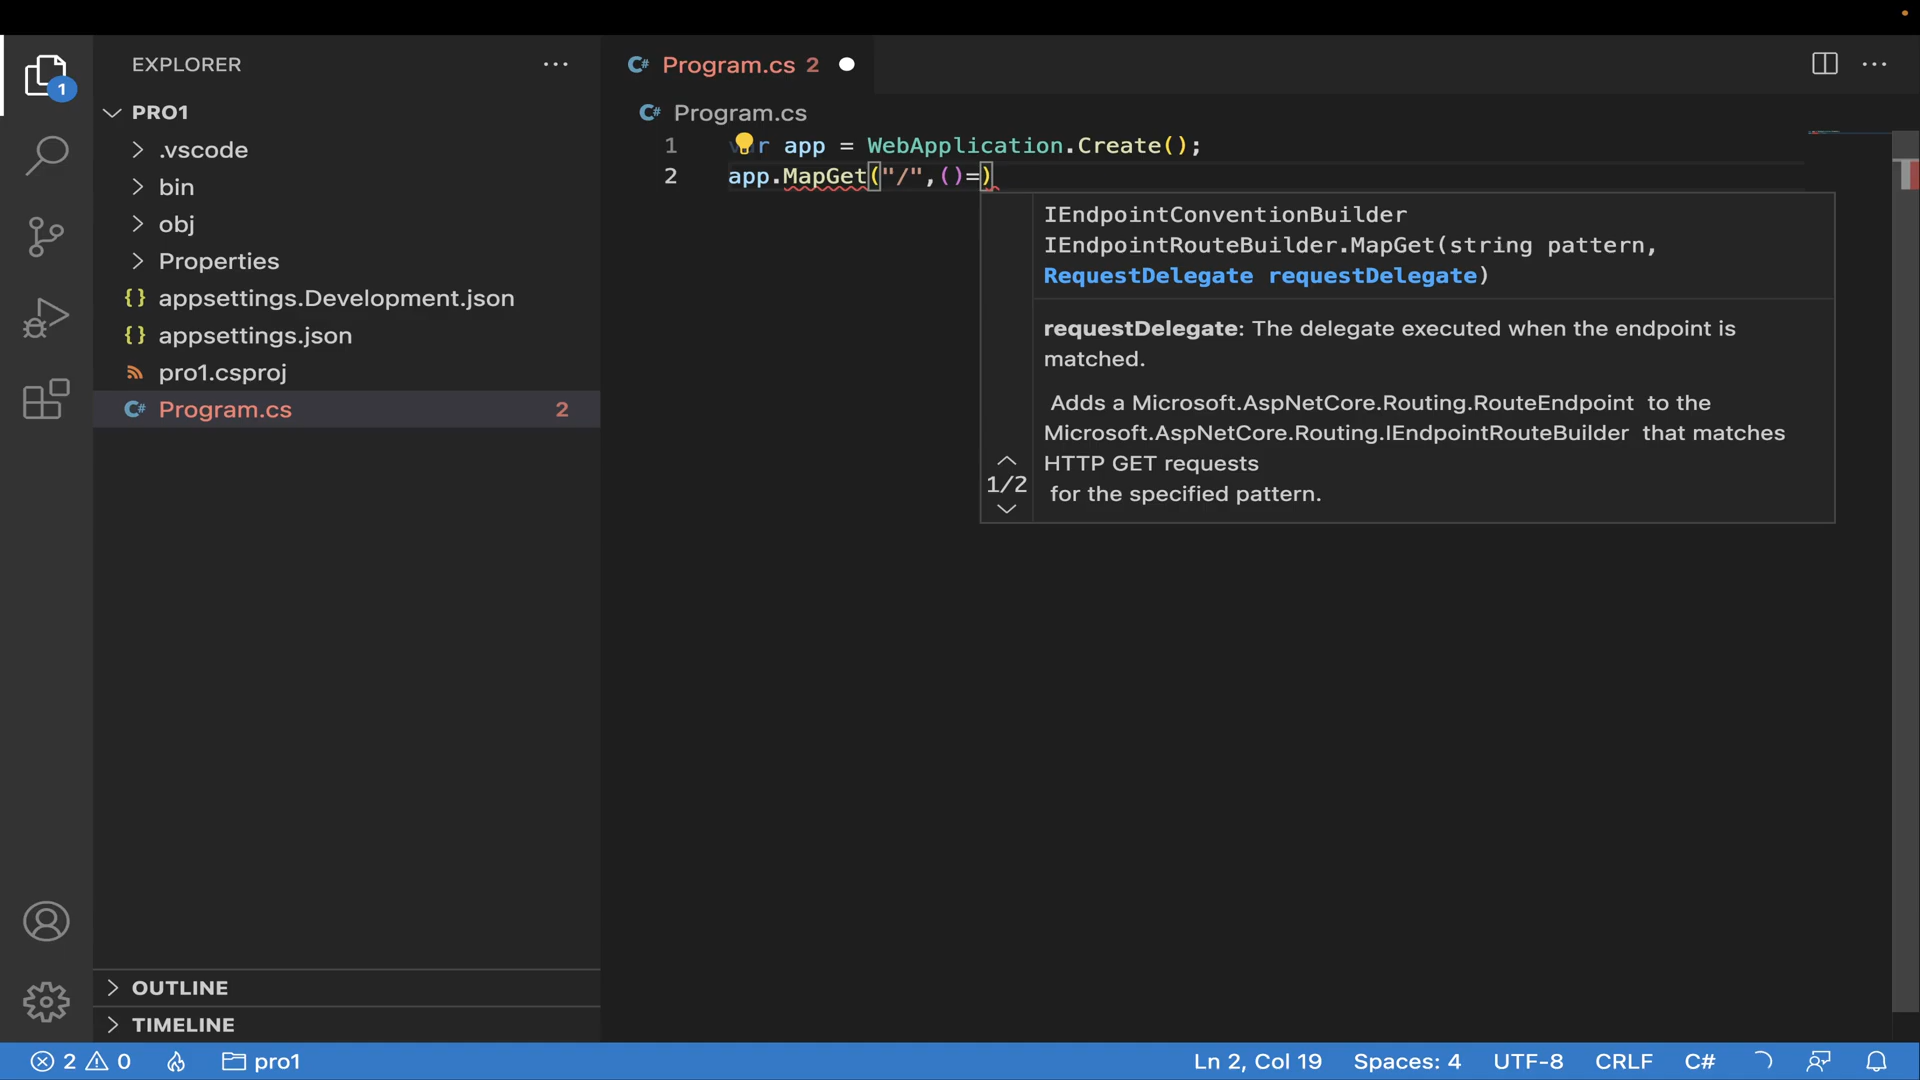 EXPLORER
Program.cs 2
1
PRO1
Program.cs
.vscode
bin
obj
Properties
{} appsettings.Development.json
{} appsettings.json
pro1.csproj
C# Program.cs 2
1 var app = WebApplication.Create();
2 app.MapGet("/",()=)
IEndpointConventionBuilder
IEndpointRouteBuilder.MapGet(string pattern,
RequestDelegate requestDelegate)
requestDelegate: The delegate executed when the endpoint is
matched.
Adds a Microsoft.AspNetCore.Routing.RouteEndpoint to the
Microsoft.AspNetCore.Routing.IEndpointRouteBuilder that matches
HTTP GET requests
for the specified pattern.
1/2
OUTLINE
TIMELINE
2 0 pro1 Ln 2, Col 19 Spaces: 4 UTF-8 CRLF C#